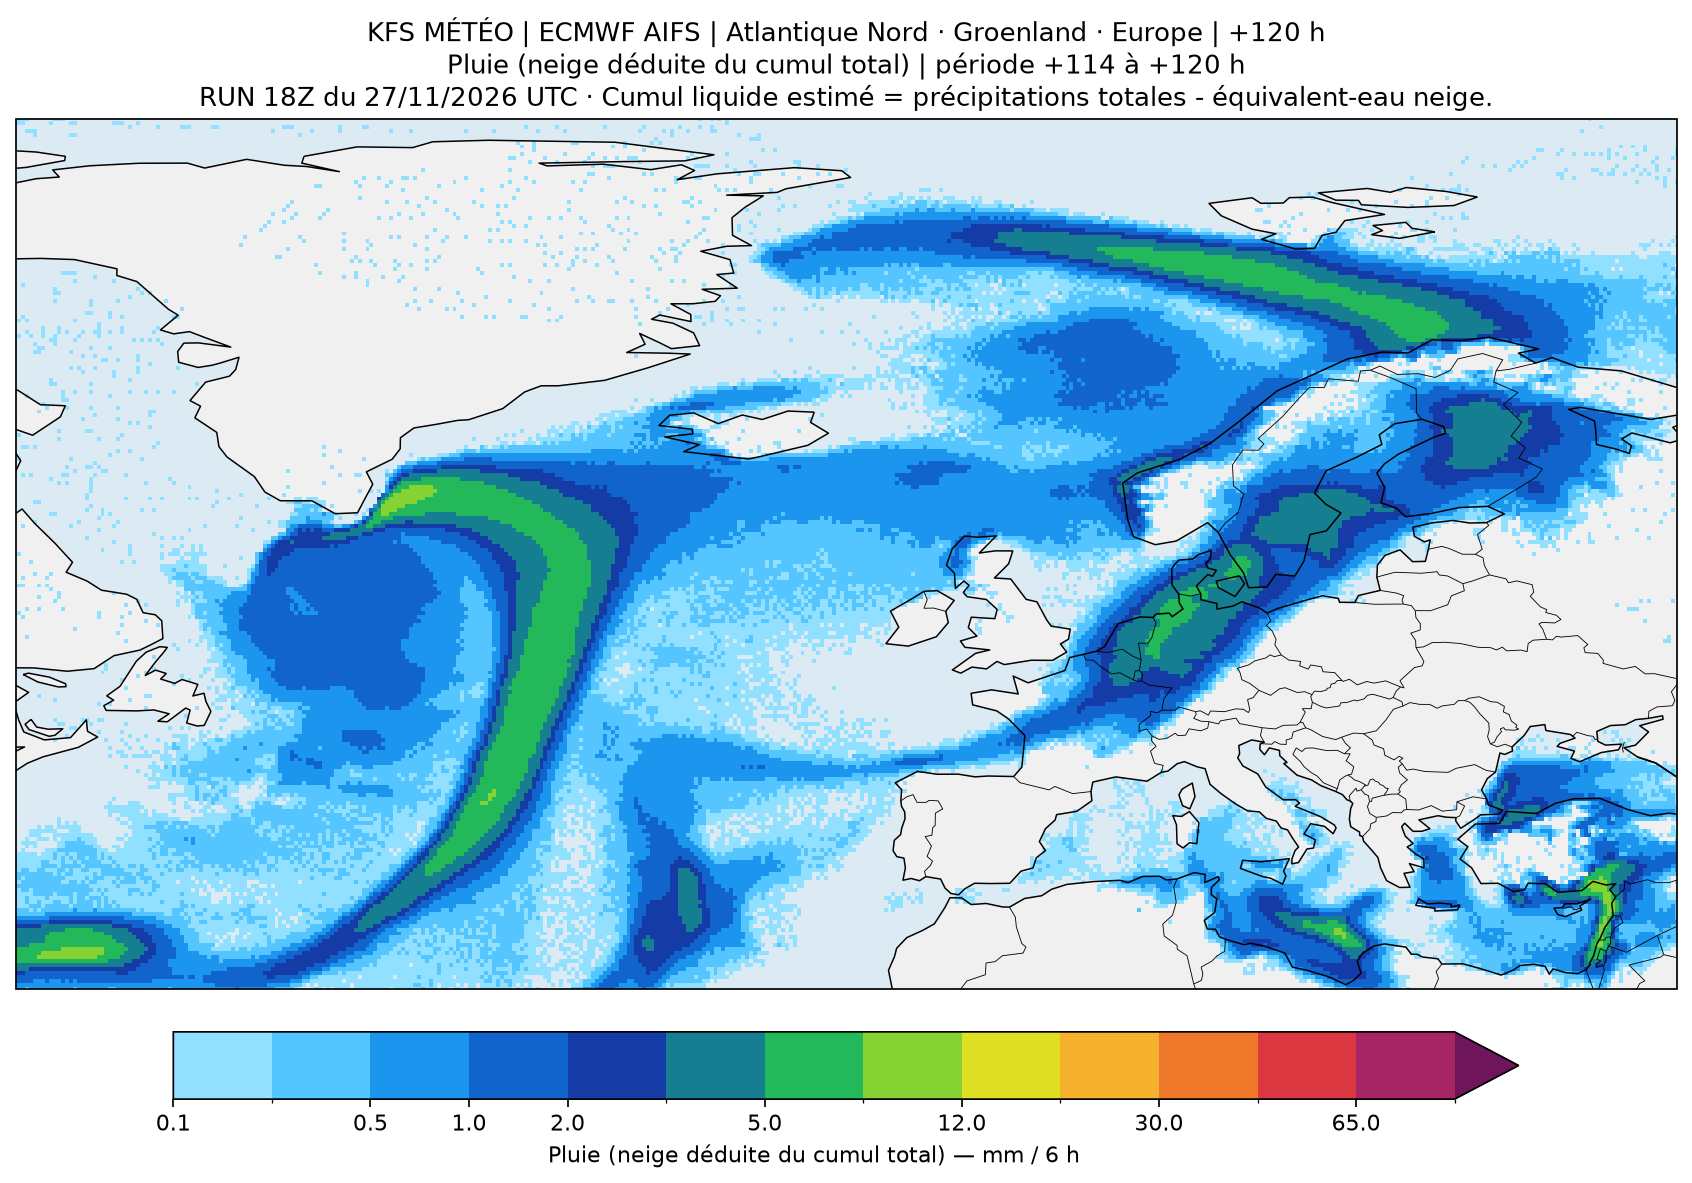 KFS MÉTÉO | ECMWF AIFS | Atlantique Nord · Groenland · Europe | +120 h
Pluie (neige déduite du cumul total) | période +114 à +120 h
RUN 18Z du 27/11/2026 UTC · Cumul liquide estimé = précipitations totales - équivalent-eau neige.
0.1 0.5 1.0 2.0 5.0 12.0 30.0 65.0
Pluie (neige déduite du cumul total) — mm / 6 h